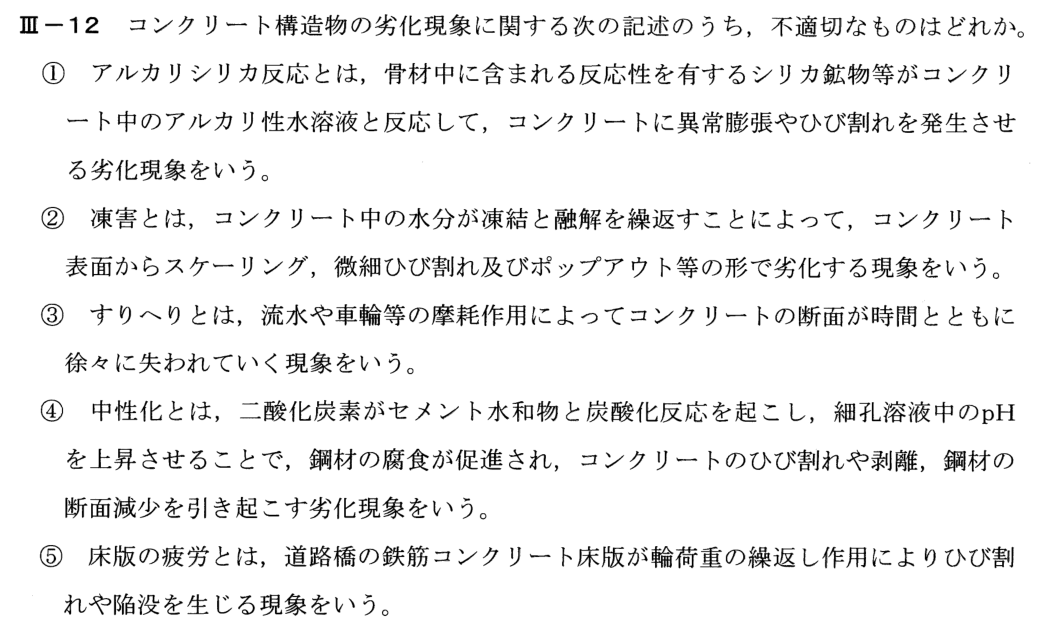 Ⅲ－12　コンクリート構造物の劣化現象に関する次の記述のうち，不適切なものはどれか。
①　アルカリシリカ反応とは，骨材中に含まれる反応性を有するシリカ鉱物等がコンクリ
ート中のアルカリ性水溶液と反応して，コンクリートに異常膨張やひび割れを発生させ
る劣化現象をいう。
②　凍害とは，コンクリート中の水分が凍結と融解を繰返すことによって，コンクリート
表面からスケーリング，微細ひび割れ及びポップアウト等の形で劣化する現象をいう。
③　すりへりとは，流水や車輪等の摩耗作用によってコンクリートの断面が時間とともに
徐々に失われていく現象をいう。
④　中性化とは，二酸化炭素がセメント水和物と炭酸化反応を起こし，細孔溶液中のpH
を上昇させることで，鋼材の腐食が促進され，コンクリートのひび割れや剥離，鋼材の
断面減少を引き起こす劣化現象をいう。
⑤　床版の疲労とは，道路橋の鉄筋コンクリート床版が輪荷重の繰返し作用によりひび割
れや陥没を生じる現象をいう。